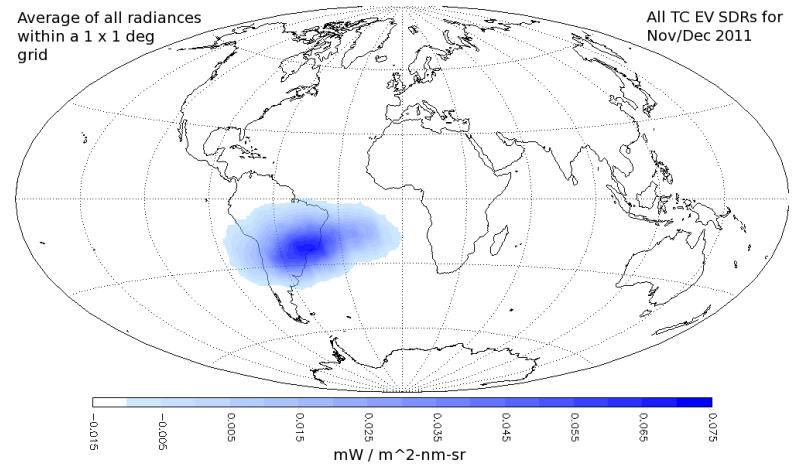 Average of all radiances
within a 1 x 1 deg
grid
All TC EV SDRs for
Nov/Dec 2011
-0.015 -0.005 0.005 0.015 0.025 0.035 0.045 0.055 0.065 0.075
mW / m^2-nm-sr